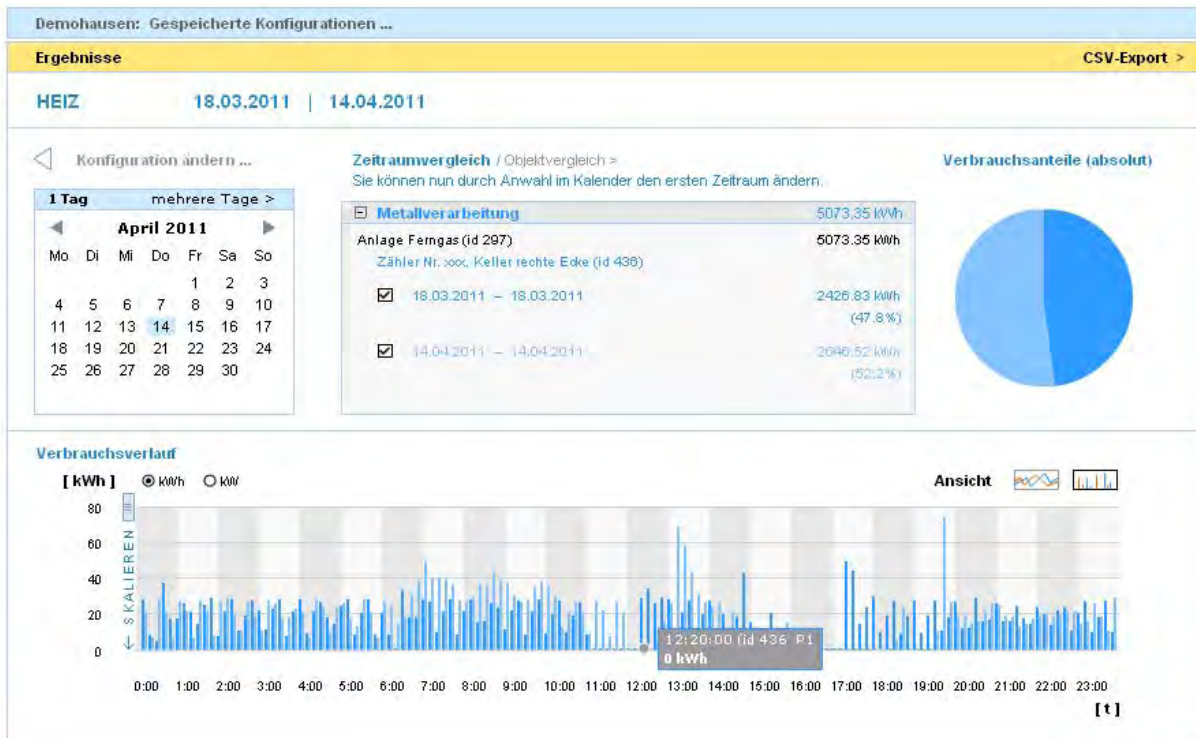 Demohausen: Gespeicherte Konfigurationen ...
Ergebnisse CSV-Export >
HEIZ 18.03.2011 | 14.04.2011
Konfiguration ändern ...
1 Tag mehrere Tage >
April 2011
Mo Di Mi Do Fr Sa So
1 2 3
4 5 6 7 8 9 10
11 12 13 14 15 16 17
18 19 20 21 22 23 24
25 26 27 28 29 30
Zeitraumvergleich / Objektvergleich >
Sie können nun durch Anwahl im Kalender den ersten Zeitraum ändern.
Metallverarbeitung 5073.35 kWh
Anlage Ferngas (id 297) 5073.35 kWh
Zähler Nr. xxx, Keller rechte Ecke (id 436)
18.03.2011 – 18.03.2011 2426.83 kWh
(47.8%)
14.04.2011 – 14.04.2011 2646.52 kWh
(52.2%)
Verbrauchsanteile (absolut)
Verbrauchsverlauf
[ kWh ] kWh kW Ansicht
80
60
40
20
0
← SKALIEREN
12:20:00 (id 436 P1
0 kWh
0:00 1:00 2:00 3:00 4:00 5:00 6:00 7:00 8:00 9:00 10:00 11:00 12:00 13:00 14:00 15:00 16:00 17:00 18:00 19:00 20:00 21:00 22:00 23:00
[ t ]